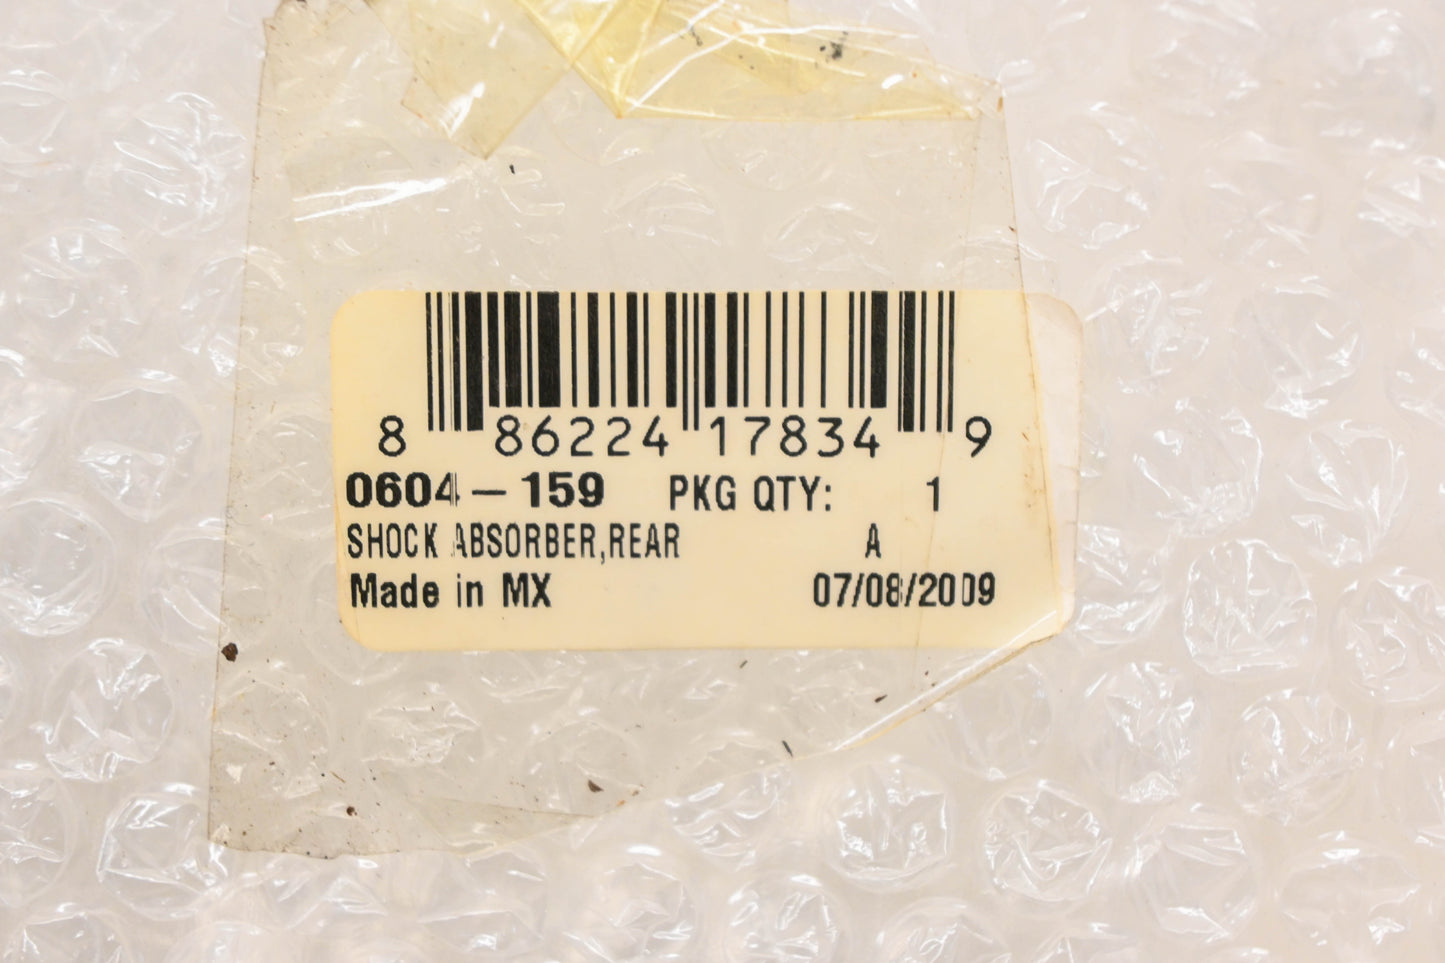 8 86224 17834 9
0604-159 PKG QTY: 1
SHOCK ABSORBER,REAR A
Made in MX 07/08/2009